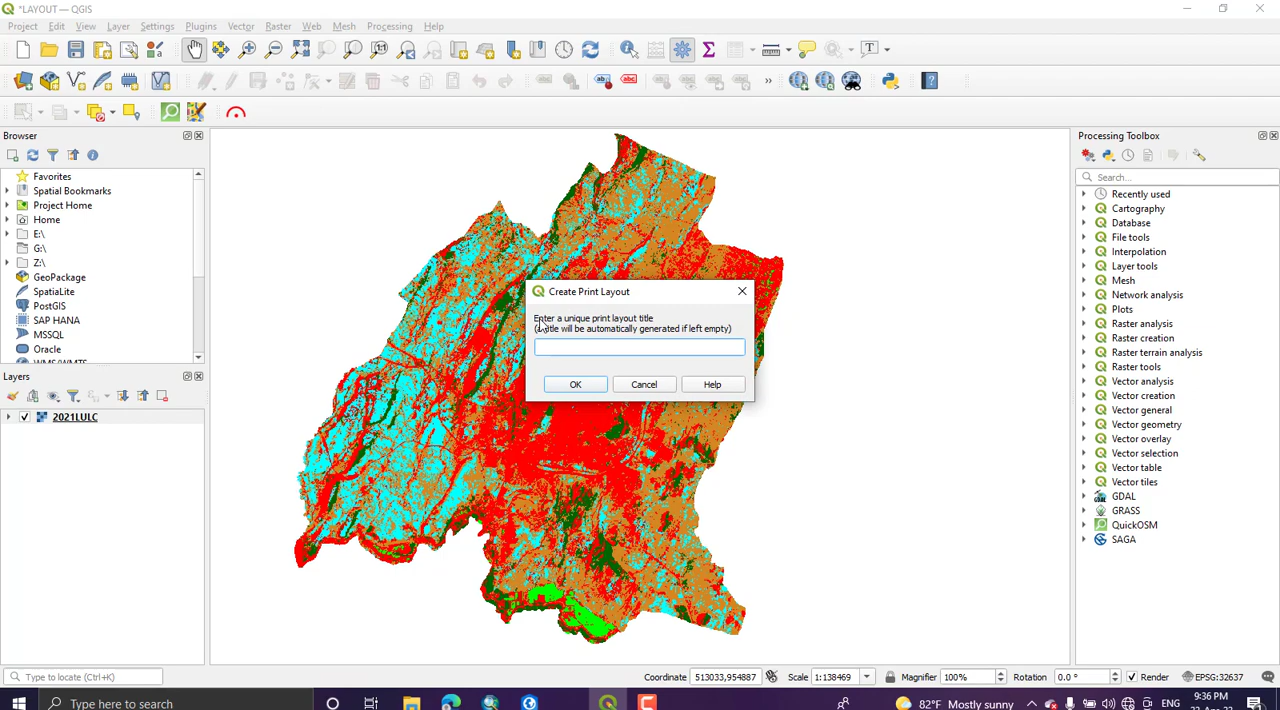 *LAYOUT — QGIS
Project Edit View Layer Settings Plugins Vector Raster Web Mesh Processing Help
Browser
Favorites
Spatial Bookmarks
Project Home
Home
E:\
G:\
Z:\
GeoPackage
SpatiaLite
PostGIS
SAP HANA
MSSQL
Oracle
WMS/WMTS
Layers
2021LULC
Create Print Layout
Enter a unique print layout title
title will be automatically generated if left empty)
OK Cancel Help
Processing Toolbox
Search...
Recently used
Cartography
Database
File tools
Interpolation
Layer tools
Mesh
Network analysis
Plots
Raster analysis
Raster creation
Raster terrain analysis
Raster tools
Vector analysis
Vector creation
Vector general
Vector geometry
Vector overlay
Vector selection
Vector table
Vector tiles
GDAL
GRASS
QuickOSM
SAGA
Type to locate (Ctrl+K) Coordinate 513033,954887 Scale 1:138469 Magnifier 100% Rotation 0.0 ° Render EPSG:32637
Type here to search 82°F Mostly sunny ENG 9:36 PM